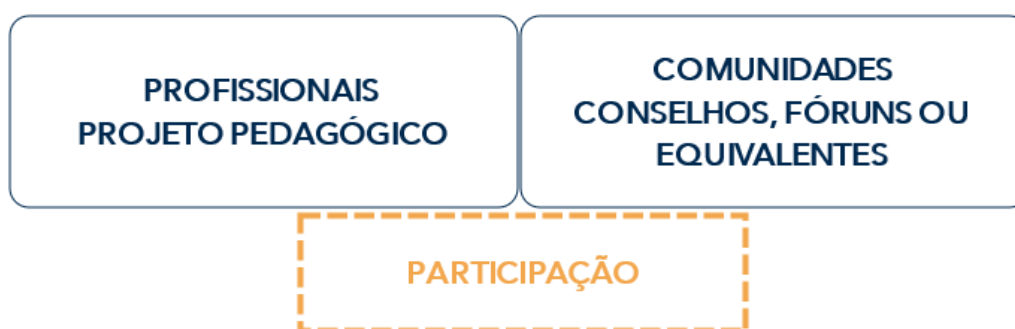 PROFISSIONAIS
PROJETO PEDAGÓGICO
COMUNIDADES
CONSELHOS, FÓRUNS OU
EQUIVALENTES
PARTICIPAÇÃO